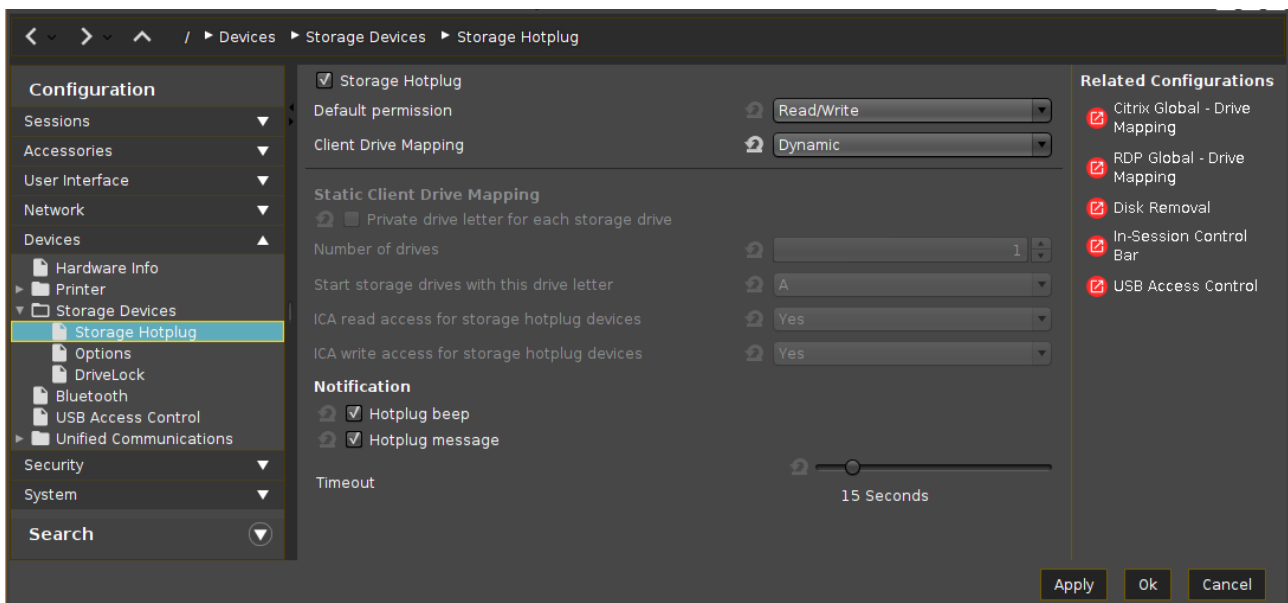 / ▸ Devices ▸ Storage Devices ▸ Storage Hotplug
Configuration
Sessions
Accessories
User Interface
Network
Devices
Hardware Info
Printer
Storage Devices
Storage Hotplug
Options
DriveLock
Bluetooth
USB Access Control
Unified Communications
Security
System
Search
Storage Hotplug
Default permission Read/Write
Client Drive Mapping Dynamic
Static Client Drive Mapping
Private drive letter for each storage drive
Number of drives 1
Start storage drives with this drive letter A
ICA read access for storage hotplug devices Yes
ICA write access for storage hotplug devices Yes
Notification
Hotplug beep
Hotplug message
Timeout
15 Seconds
Related Configurations
Citrix Global - Drive
Mapping
RDP Global - Drive
Mapping
Disk Removal
In-Session Control
Bar
USB Access Control
Apply Ok Cancel